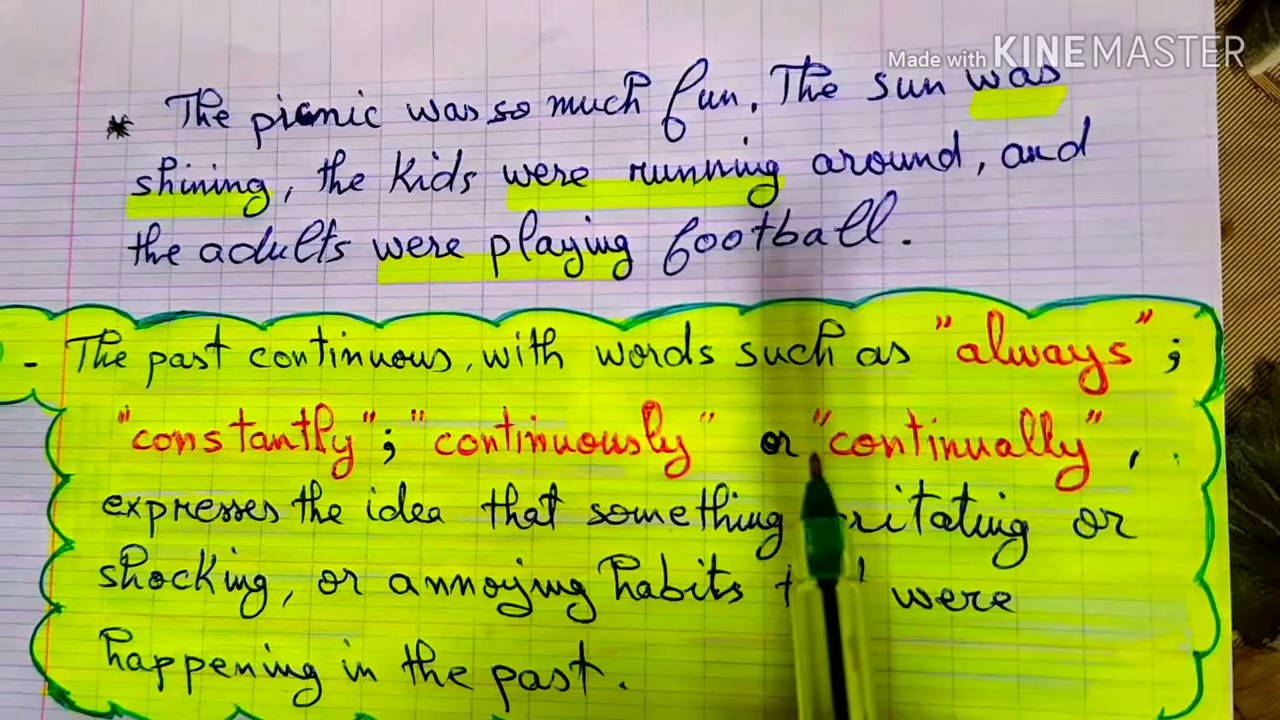 Made with KINEMASTER
* The picnic was so much fun. The sun was
shining, the kids were running around, and
the adults were playing football.
- The past continuous, with words such as "always";
"constantly"; "continuously" or "continually",
expresses the idea that something or
shocking, or annoying habits were
happening in the past.